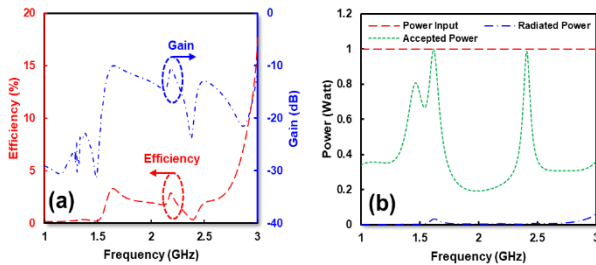 20
15
10
5
0
Efficiency
(%)
0
-10
-20
-30
-40
Gain (dB)
Gain
Efficiency
(a)
1
1.5
2
2.5
3
Frequency (GHz)
1.2
1
0.8
0.6
0.4
0.2
0
Power (Watt)
Power Input
Radiated Power
Accepted Power
(b)
1
1.5
2
2.5
3
Frequency (GHz)